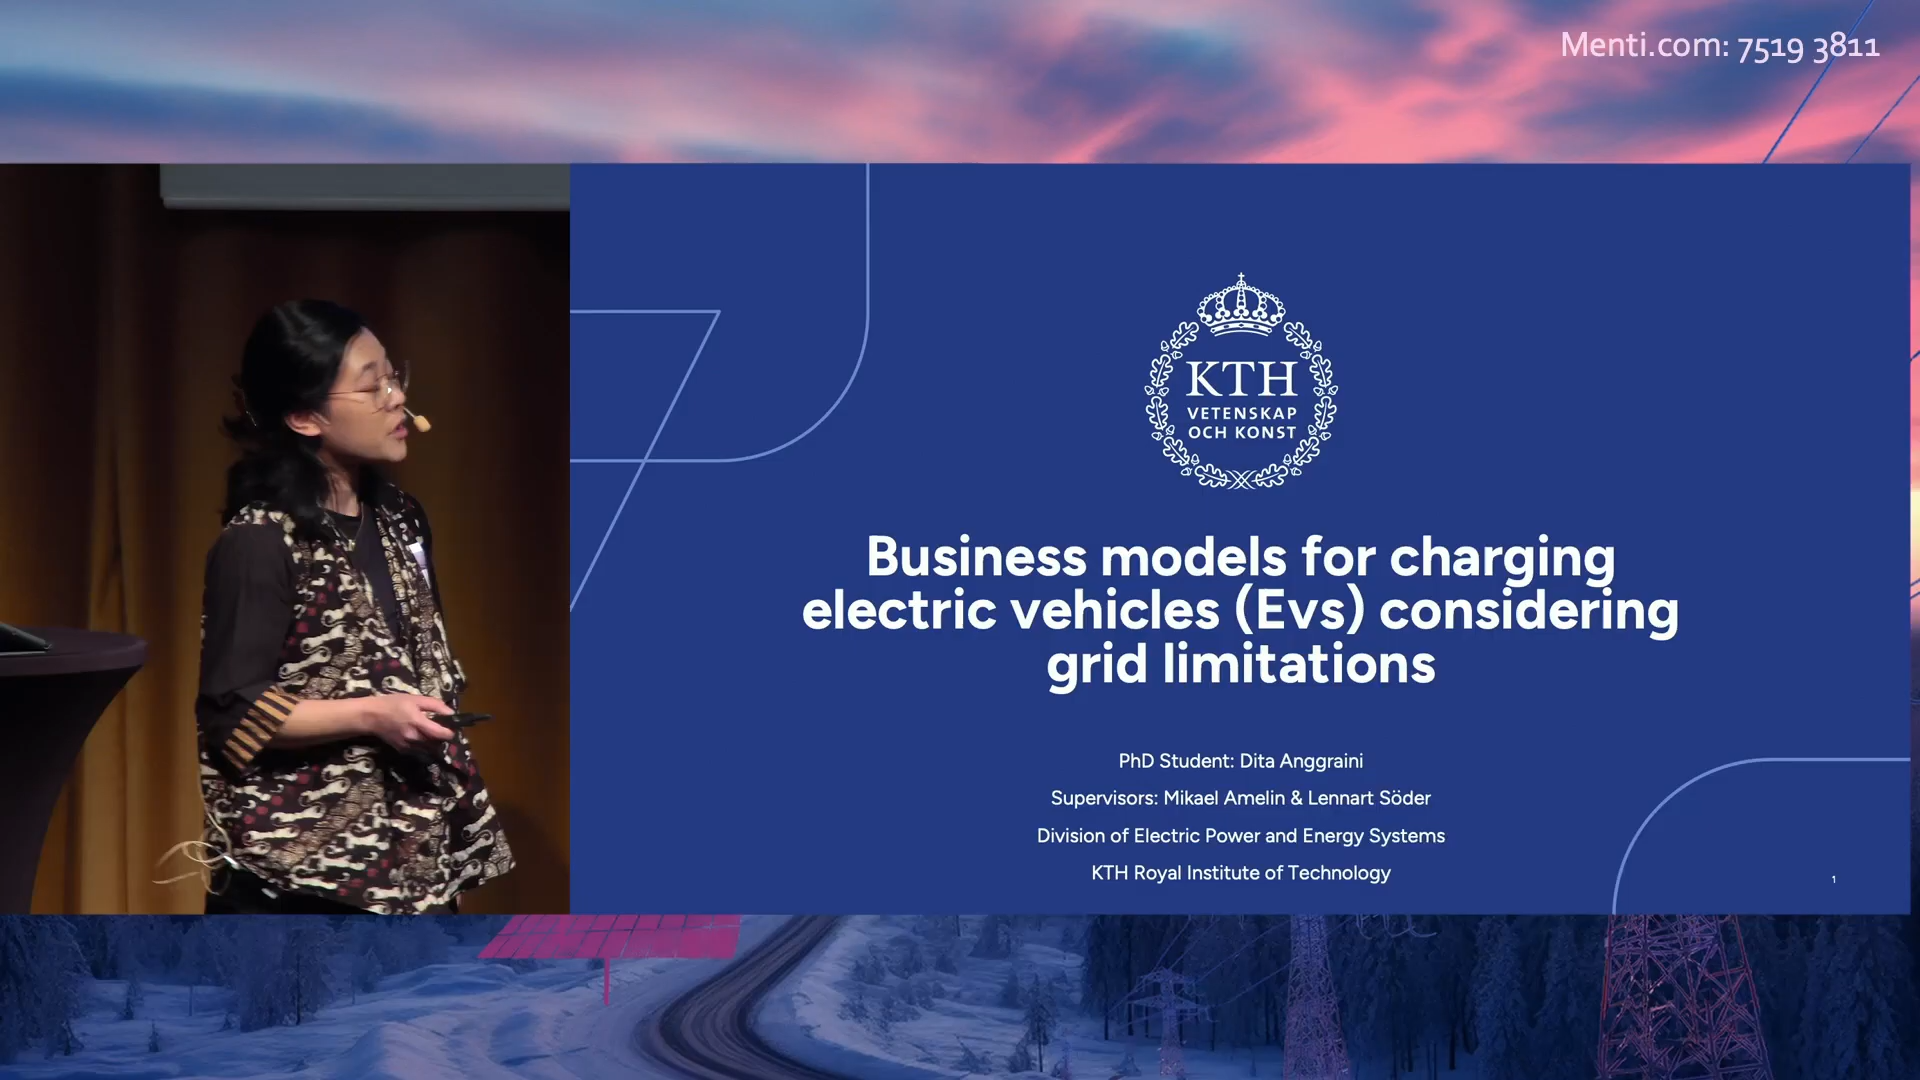 Menti.com: 7519 3811
KTH
VETENSKAP
OCH KONST
Business models for charging
electric vehicles (Evs) considering
grid limitations
PhD Student: Dita Anggraini
Supervisors: Mikael Amelin & Lennart Söder
Division of Electric Power and Energy Systems
KTH Royal Institute of Technology
1